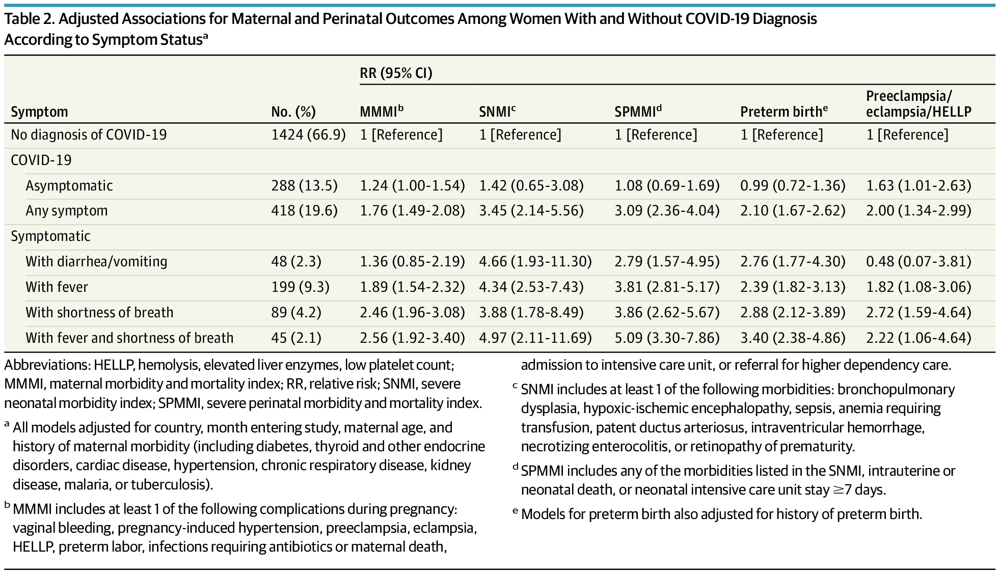 Table 2. Adjusted Associations for Maternal and Perinatal Outcomes Among Women With and Without COVID-19 Diagnosis
According to Symptom Statusᵃ
RR (95% CI)
Symptom No. (%) MMMIᵇ SNMIᶜ SPMMIᵈ Preterm birthᵉ Preeclampsia/
eclampsia/HELLP
No diagnosis of COVID-19 1424 (66.9) 1 [Reference] 1 [Reference] 1 [Reference] 1 [Reference] 1 [Reference]
COVID-19
Asymptomatic 288 (13.5) 1.24 (1.00-1.54) 1.42 (0.65-3.08) 1.08 (0.69-1.69) 0.99 (0.72-1.36) 1.63 (1.01-2.63)
Any symptom 418 (19.6) 1.76 (1.49-2.08) 3.45 (2.14-5.56) 3.09 (2.36-4.04) 2.10 (1.67-2.62) 2.00 (1.34-2.99)
Symptomatic
With diarrhea/vomiting 48 (2.3) 1.36 (0.85-2.19) 4.66 (1.93-11.30) 2.79 (1.57-4.95) 2.76 (1.77-4.30) 0.48 (0.07-3.81)
With fever 199 (9.3) 1.89 (1.54-2.32) 4.34 (2.53-7.43) 3.81 (2.81-5.17) 2.39 (1.82-3.13) 1.82 (1.08-3.06)
With shortness of breath 89 (4.2) 2.46 (1.96-3.08) 3.88 (1.78-8.49) 3.86 (2.62-5.67) 2.88 (2.12-3.89) 2.72 (1.59-4.64)
With fever and shortness of breath 45 (2.1) 2.56 (1.92-3.40) 4.97 (2.11-11.69) 5.09 (3.30-7.86) 3.40 (2.38-4.86) 2.22 (1.06-4.64)
Abbreviations: HELLP, hemolysis, elevated liver enzymes, low platelet count;
MMMI, maternal morbidity and mortality index; RR, relative risk; SNMI, severe
neonatal morbidity index; SPMMI, severe perinatal morbidity and mortality index.
ᵃ All models adjusted for country, month entering study, maternal age, and
history of maternal morbidity (including diabetes, thyroid and other endocrine
disorders, cardiac disease, hypertension, chronic respiratory disease, kidney
disease, malaria, or tuberculosis).
ᵇ MMMI includes at least 1 of the following complications during pregnancy:
vaginal bleeding, pregnancy-induced hypertension, preeclampsia, eclampsia,
HELLP, preterm labor, infections requiring antibiotics or maternal death,
admission to intensive care unit, or referral for higher dependency care.
ᶜ SNMI includes at least 1 of the following morbidities: bronchopulmonary
dysplasia, hypoxic-ischemic encephalopathy, sepsis, anemia requiring
transfusion, patent ductus arteriosus, intraventricular hemorrhage,
necrotizing enterocolitis, or retinopathy of prematurity.
ᵈ SPMMI includes any of the morbidities listed in the SNMI, intrauterine or
neonatal death, or neonatal intensive care unit stay ≥7 days.
ᵉ Models for preterm birth also adjusted for history of preterm birth.